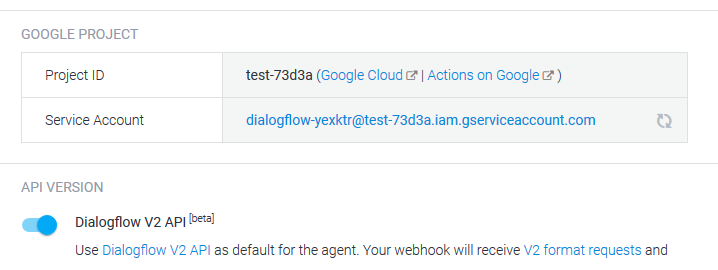 GOOGLE PROJECT
Project ID test-73d3a (Google Cloud | Actions on Google )
Service Account dialogflow-yexktr@test-73d3a.iam.gserviceaccount.com
API VERSION
Dialogflow V2 API [beta]
Use Dialogflow V2 API as default for the agent. Your webhook will receive V2 format requests and